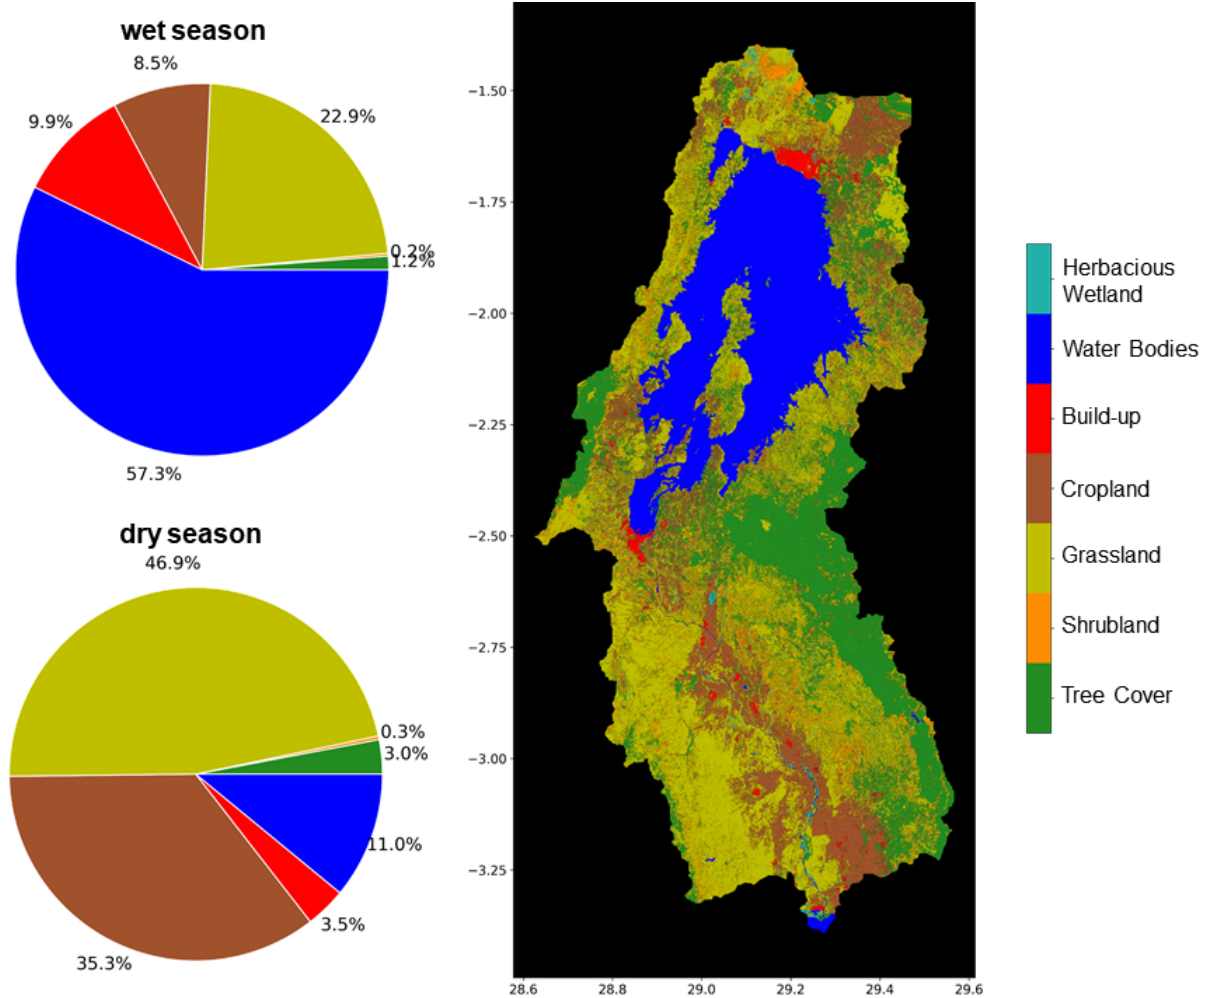 wet season
8.5%
9.9%
22.9%
0.2%
1.2%
57.3%
dry season
46.9%
0.3%
3.0%
11.0%
3.5%
35.3%
−1.50
−1.75
−2.00
−2.25
−2.50
−2.75
−3.00
−3.25
28.6 28.8 29.0 29.2 29.4 29.6
Herbacious
Wetland
Water Bodies
Build-up
Cropland
Grassland
Shrubland
Tree Cover